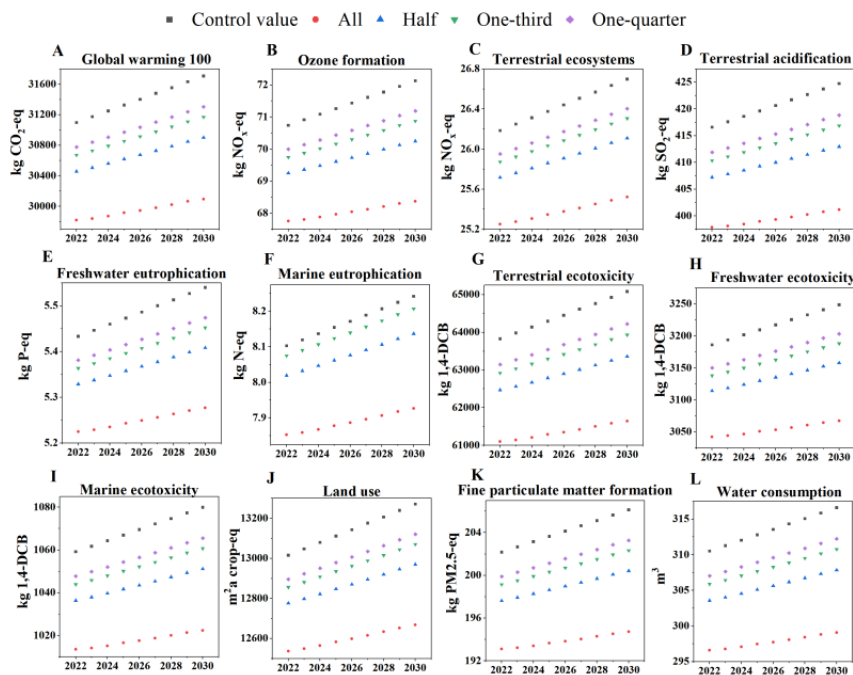 Control value All Half One-third One-quarter
A Global warming 100
kg CO₂-eq
31600
31200
30800
30400
30000
2022 2024 2026 2028 2030
B Ozone formation
kg NOₓ-eq
72
71
70
69
68
2022 2024 2026 2028 2030
C Terrestrial ecosystems
kg NOₓ-eq
26.8
26.4
26.0
25.6
25.2
2022 2024 2026 2028 2030
D Terrestrial acidification
kg SO₂-eq
425
420
415
410
405
400
2022 2024 2026 2028 2030
E Freshwater eutrophication
kg P-eq
5.5
5.4
5.3
5.2
2022 2024 2026 2028 2030
F Marine eutrophication
kg N-eq
8.2
8.1
8.0
7.9
2022 2024 2026 2028 2030
G Terrestrial ecotoxicity
kg 1,4-DCB
65000
64000
63000
62000
61000
2022 2024 2026 2028 2030
H Freshwater ecotoxicity
kg 1,4-DCB
3250
3200
3150
3100
3050
2022 2024 2026 2028 2030
I Marine ecotoxicity
kg 1,4-DCB
1080
1060
1040
1020
2022 2024 2026 2028 2030
J Land use
m²a crop-eq
13200
13000
12800
12600
2022 2024 2026 2028 2030
K Fine particulate matter formation
kg PM2.5-eq
204
200
196
192
2022 2024 2026 2028 2030
L Water consumption
m³
315
310
305
300
295
2022 2024 2026 2028 2030